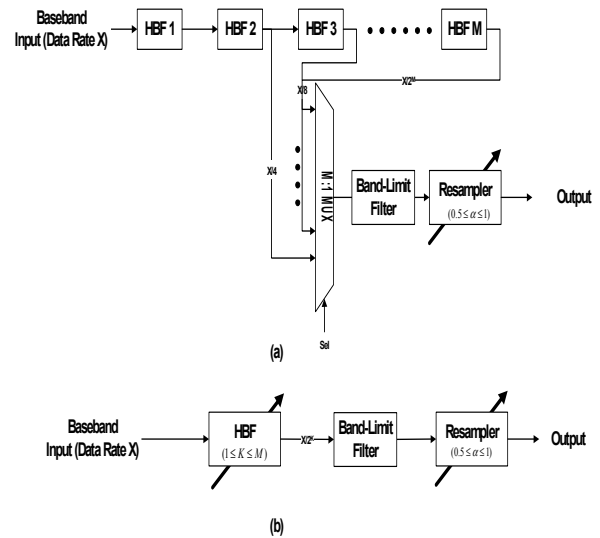 Baseband
Input (Data Rate X)
HBF 1
HBF 2
HBF 3
HBF M
X/2ᴹ
X/8
X/4
M:1 MUX
Band-Limit
Filter
Resampler
(0.5 ≤ α ≤ 1)
Output
Sel
(a)
Baseband
Input (Data Rate X)
HBF
(1 ≤ K ≤ M)
X/2ᴷ
Band-Limit
Filter
Resampler
(0.5 ≤ α ≤ 1)
Output
(b)